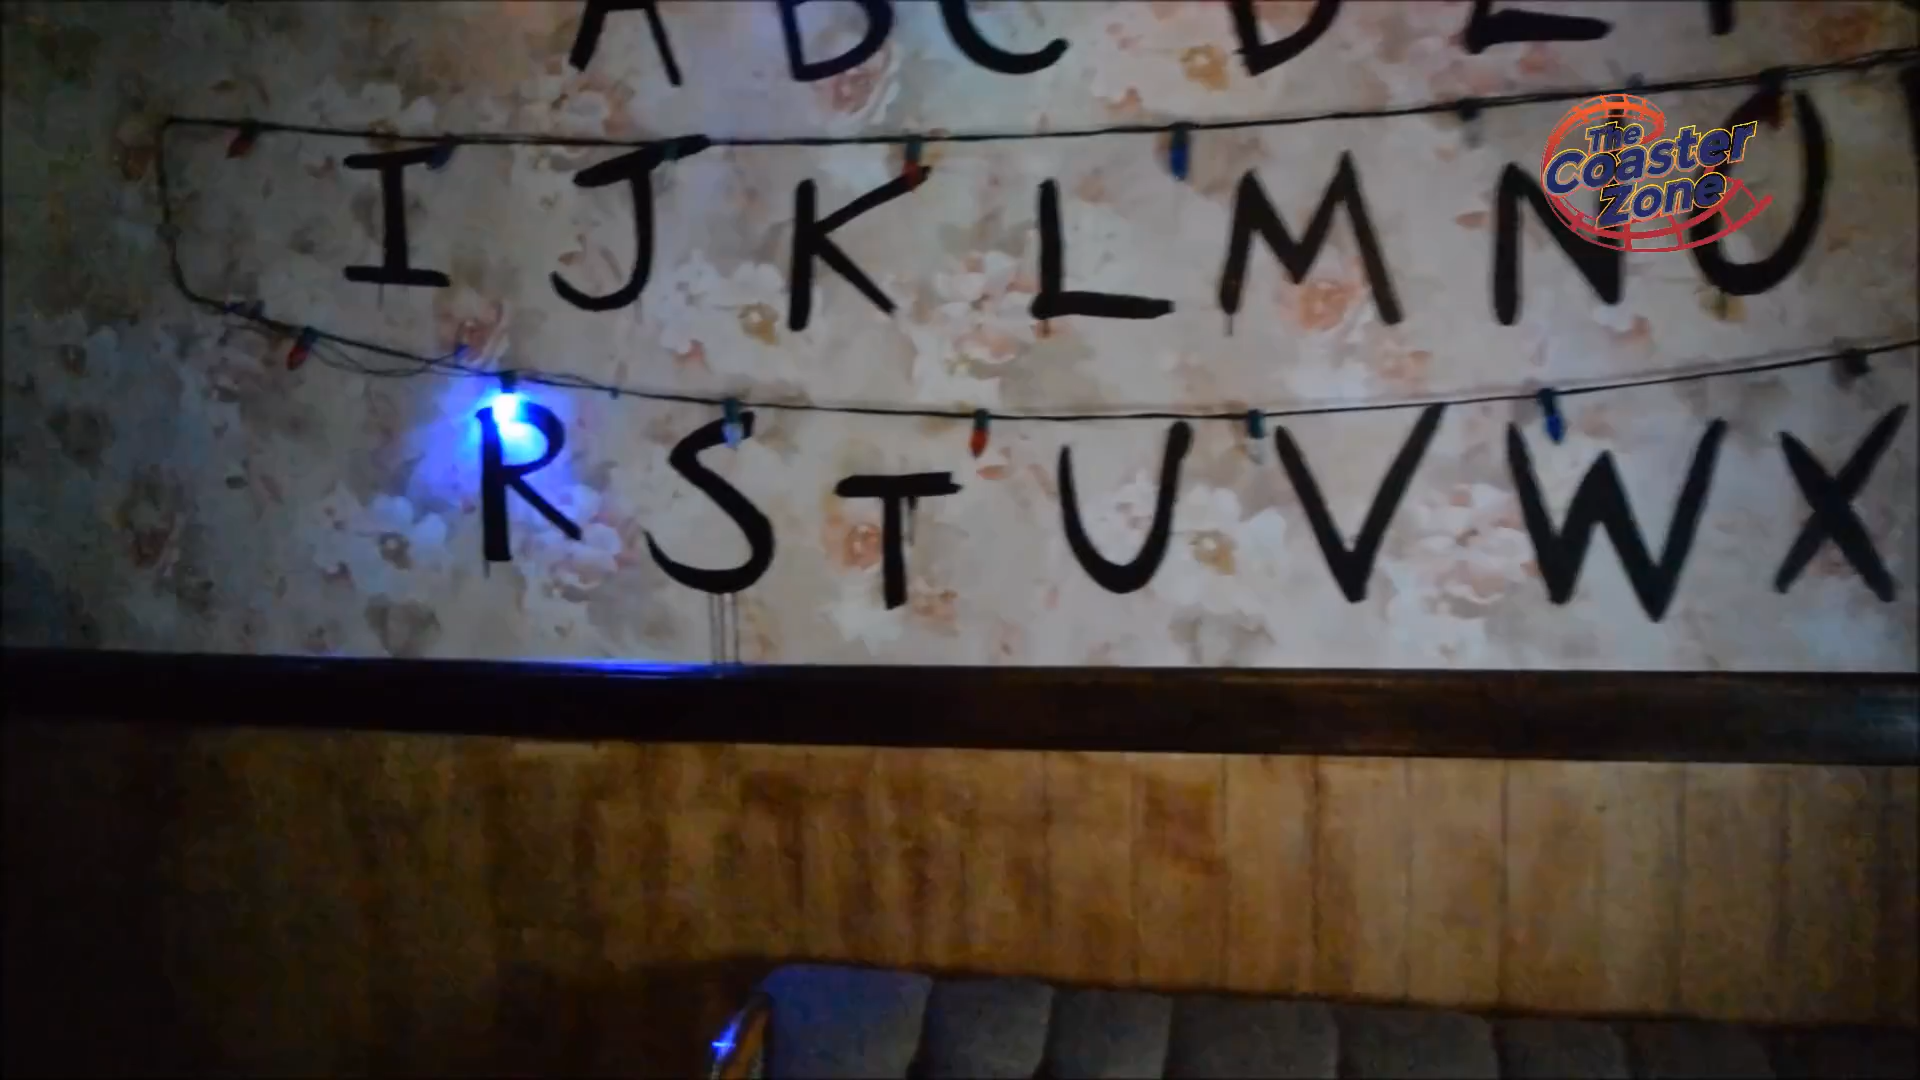 A B C D E F
I J K L M N O
The
Coaster
Zone
R S T U V W X